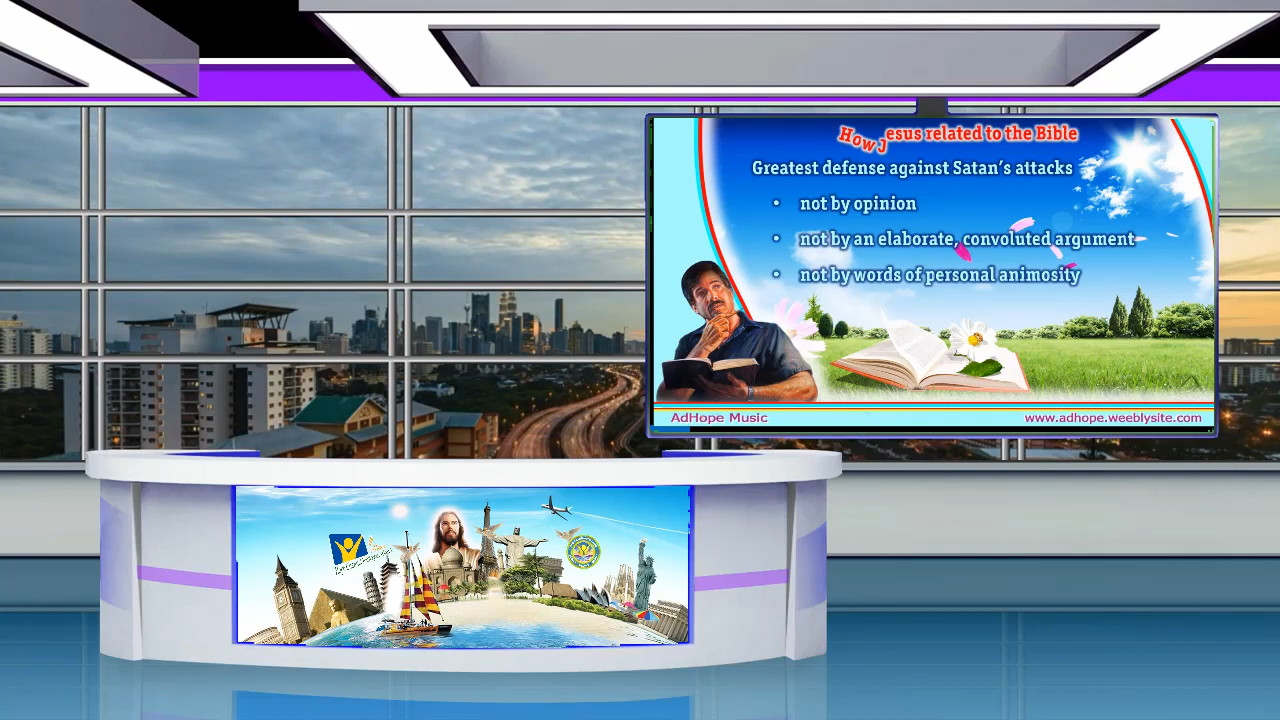 How Jesus related to the Bible
Greatest defense against Satan's attacks
• not by opinion
• not by an elaborate, convoluted argument
• not by words of personal animosity
AdHope Music
www.adhope.weeblysite.com